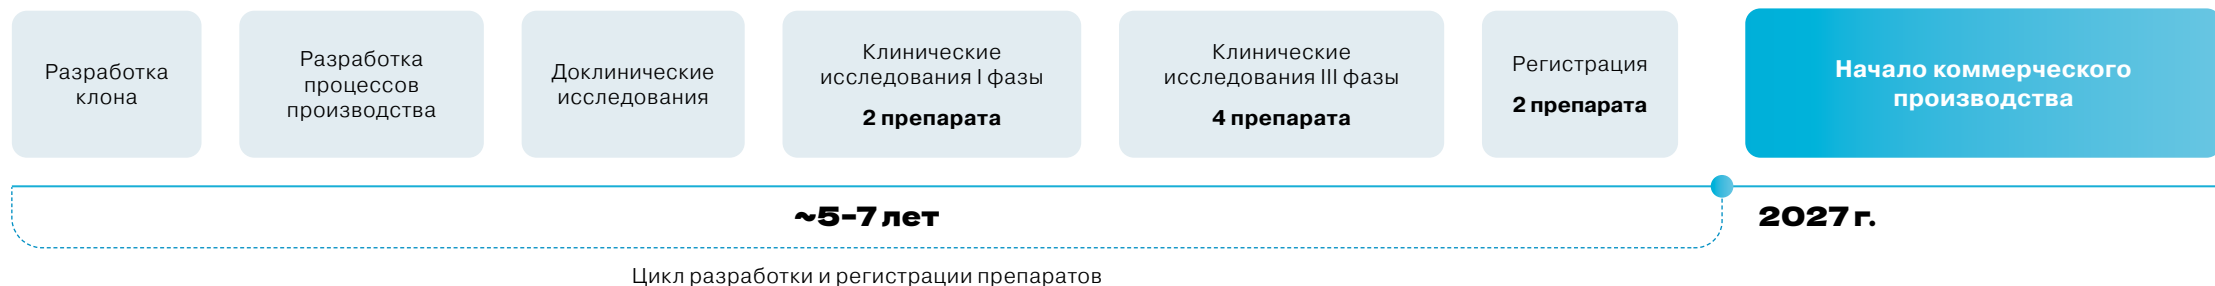 Разработка
клона
Разработка
процессов
производства
Доклинические
исследования
Клинические
исследования I фазы
2 препарата
Клинические
исследования III фазы
4 препарата
Регистрация
2 препарата
Начало коммерческого
производства
~5–7 лет
2027 г.
Цикл разработки и регистрации препаратов